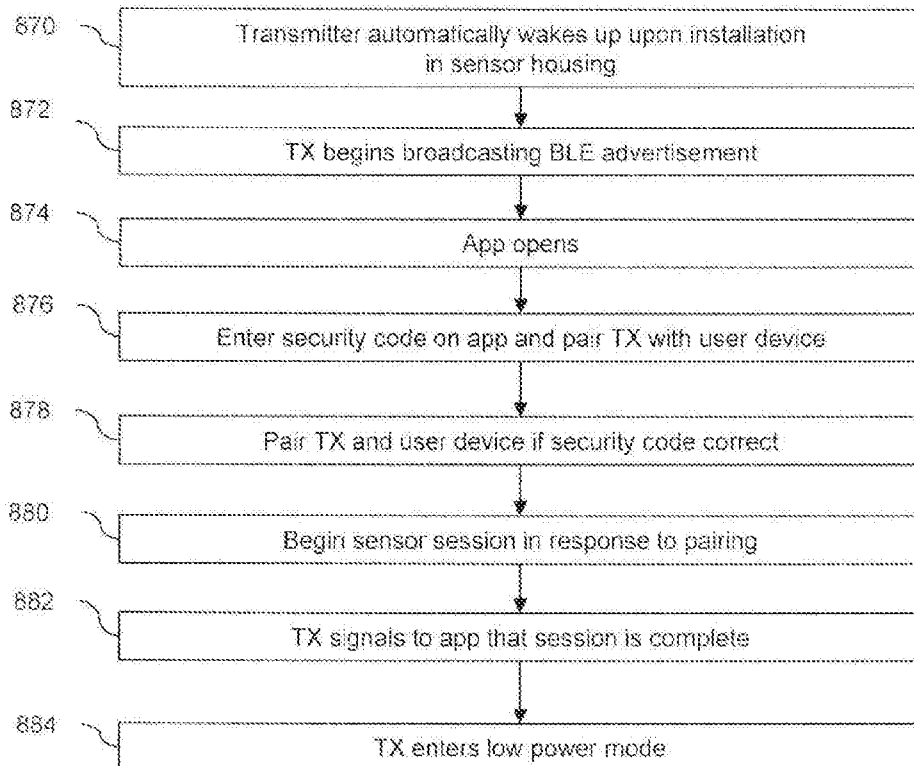 870
Transmitter automatically wakes up upon installation
in sensor housing
872
TX begins broadcasting BLE advertisement
874
App opens
876
Enter security code on app and pair TX with user device
878
Pair TX and user device if security code correct
880
Begin sensor session in response to pairing
882
TX signals to app that session is complete
884
TX enters low power mode